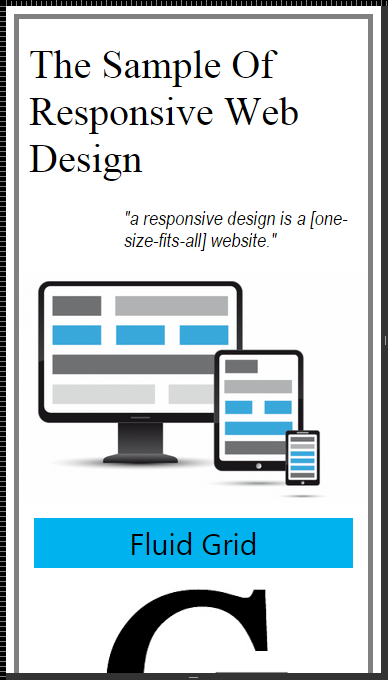 The Sample Of
Responsive Web
Design
"a responsive design is a [one-
size-fits-all] website."
Fluid Grid
G